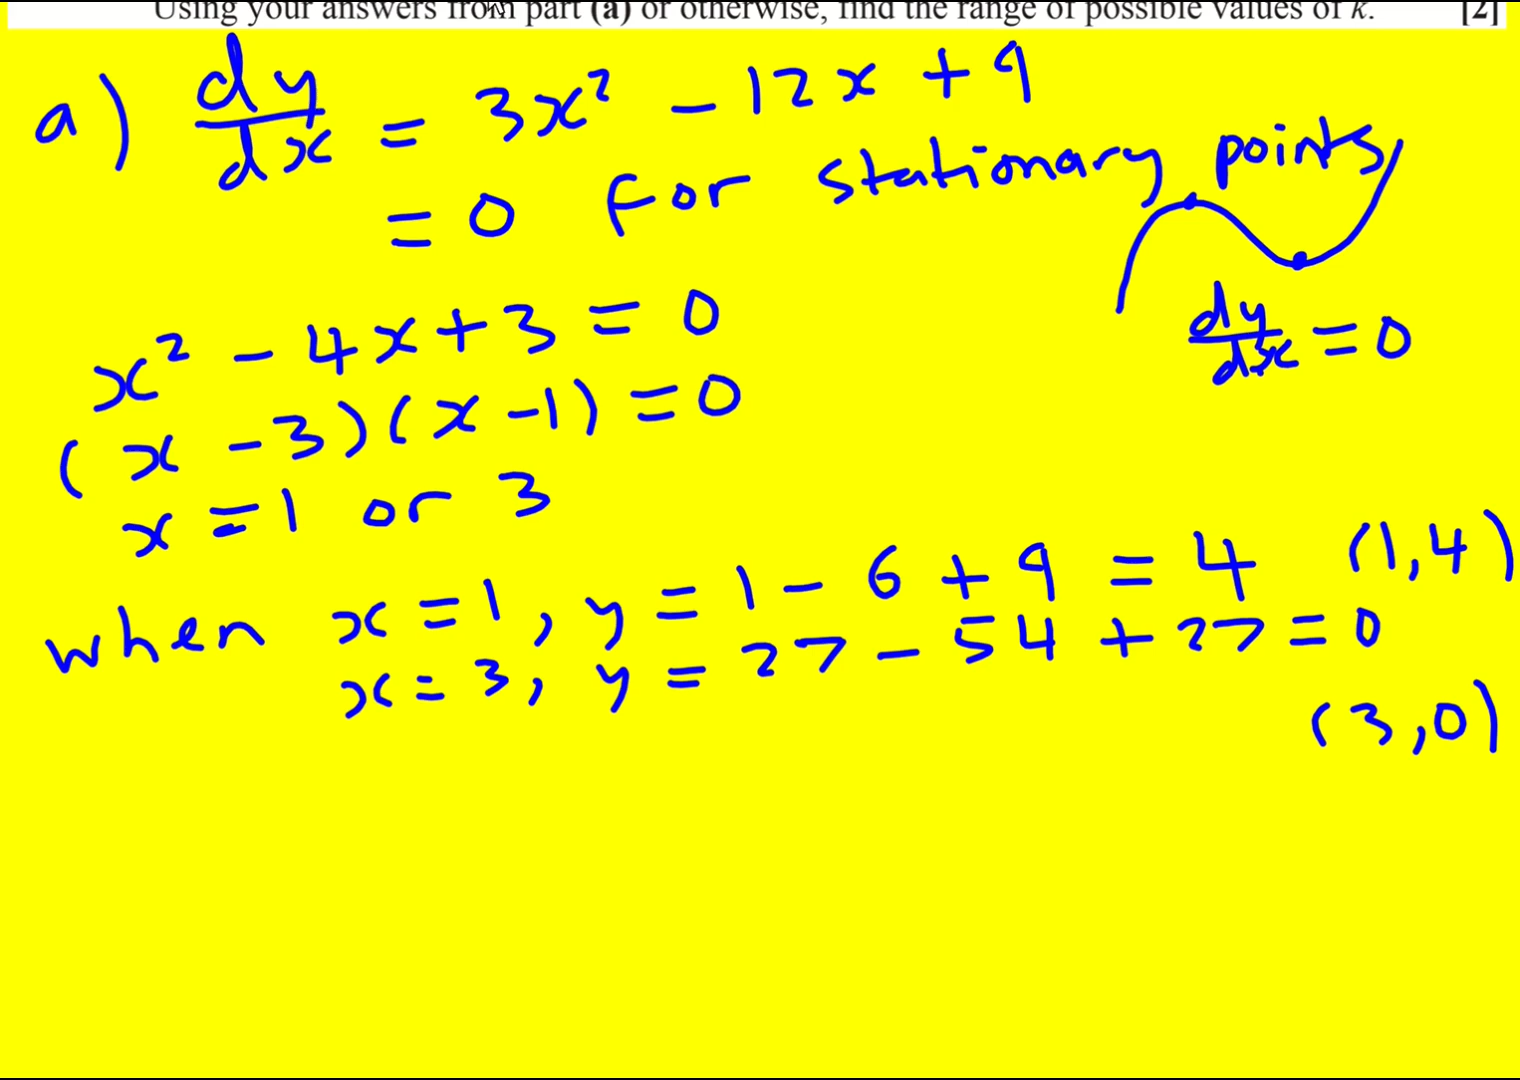 Using your answers from part (a) or otherwise, find the range of possible values of k. [2]
a) dy/dx = 3x² - 12x + 9
= 0 for stationary points
dy/dx = 0
x² - 4x + 3 = 0
(x - 3)(x - 1) = 0
x = 1 or 3
when x = 1, y = 1 - 6 + 9 = 4 (1,4)
x = 3, y = 27 - 54 + 27 = 0
(3,0)